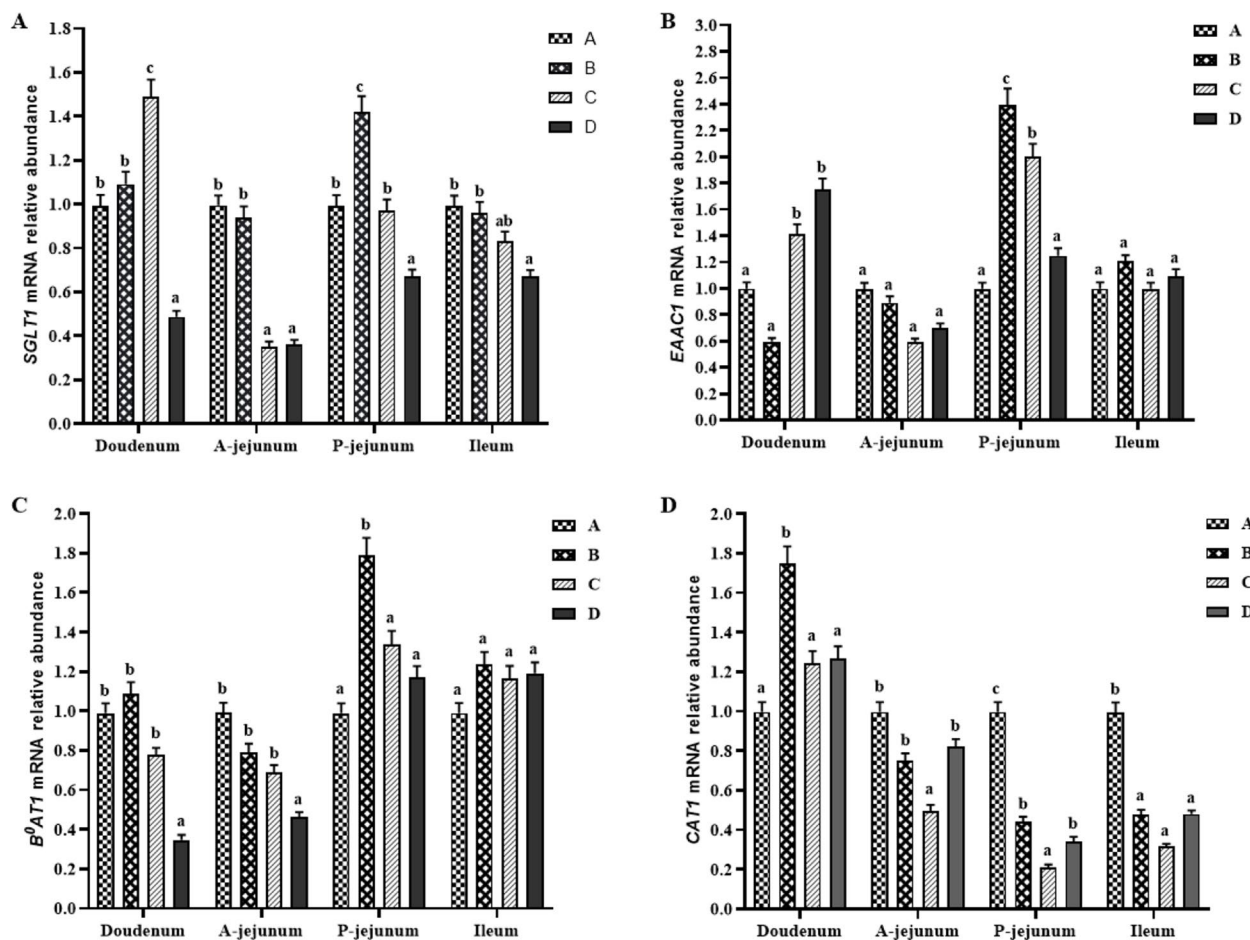 A
SGLT1 mRNA relative abundance
1.8
1.6
1.4
1.2
1.0
0.8
0.6
0.4
0.2
0.0
b b c a
b b a a
b c b a
b b ab a
Doudenum A-jejunum P-jejunum Ileum
A
B
C
D
B
EAAC1 mRNA relative abundance
3.0
2.8
2.6
2.4
2.2
2.0
1.8
1.6
1.4
1.2
1.0
0.8
0.6
0.4
0.2
0.0
a a b b
a a a a
a c b a
a a a a
Doudenum A-jejunum P-jejunum Ileum
A
B
C
D
C
B⁰AT1 mRNA relative abundance
2.0
1.8
1.6
1.4
1.2
1.0
0.8
0.6
0.4
0.2
0.0
b b b a
b b b a
a b a a
a a a a
Doudenum A-jejunum P-jejunum Ileum
A
B
C
D
D
CAT1 mRNA relative abundance
2.0
1.8
1.6
1.4
1.2
1.0
0.8
0.6
0.4
0.2
0.0
a b a a
b b a b
c b a b
b a a a
Doudenum A-jejunum P-jejunum Ileum
A
B
C
D